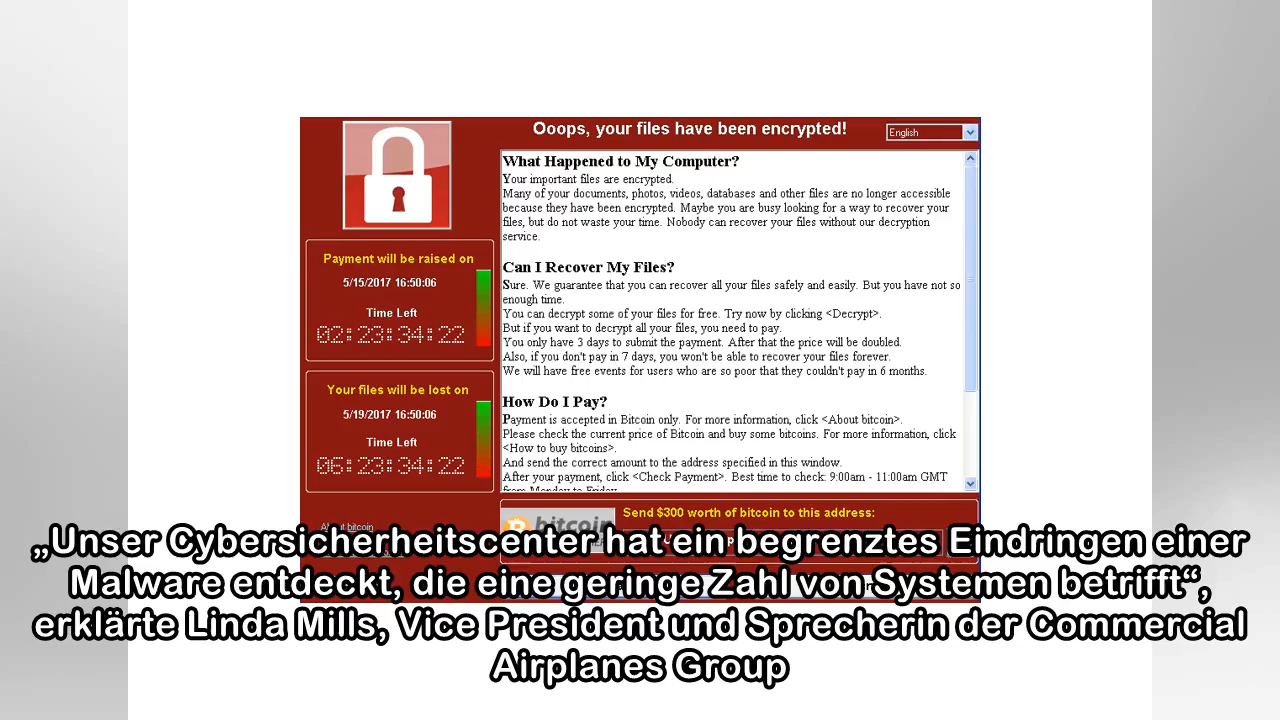 Ooops, your files have been encrypted!
English
What Happened to My Computer?
Your important files are encrypted.
Many of your documents, photos, videos, databases and other files are no longer accessible
because they have been encrypted. Maybe you are busy looking for a way to recover your
files, but do not waste your time. Nobody can recover your files without our decryption
service.
Can I Recover My Files?
Sure. We guarantee that you can recover all your files safely and easily. But you have not so
enough time.
You can decrypt some of your files for free. Try now by clicking <Decrypt>.
But if you want to decrypt all your files, you need to pay.
You only have 3 days to submit the payment. After that the price will be doubled.
Also, if you don't pay in 7 days, you won't be able to recover your files forever.
We will have free events for users who are so poor that they couldn't pay in 6 months.
How Do I Pay?
Payment is accepted in Bitcoin only. For more information, click <About bitcoin>.
Please check the current price of Bitcoin and buy some bitcoins. For more information, click
<How to buy bitcoins>.
And send the correct amount to the address specified in this window.
After your payment, click <Check Payment>. Best time to check: 9:00am - 11:00am GMT
from Monday to Friday
Payment will be raised on
5/15/2017 16:50:06
Time Left
02:23:34:22
Your files will be lost on
5/19/2017 16:50:06
Time Left
06:23:34:22
About bitcoin
bitcoin
Send $300 worth of bitcoin to this address:
„Unser Cybersicherheitscenter hat ein begrenztes Eindringen einer
Malware entdeckt, die eine geringe Zahl von Systemen betrifft“,
erklärte Linda Mills, Vice President und Sprecherin der Commercial
Airplanes Group